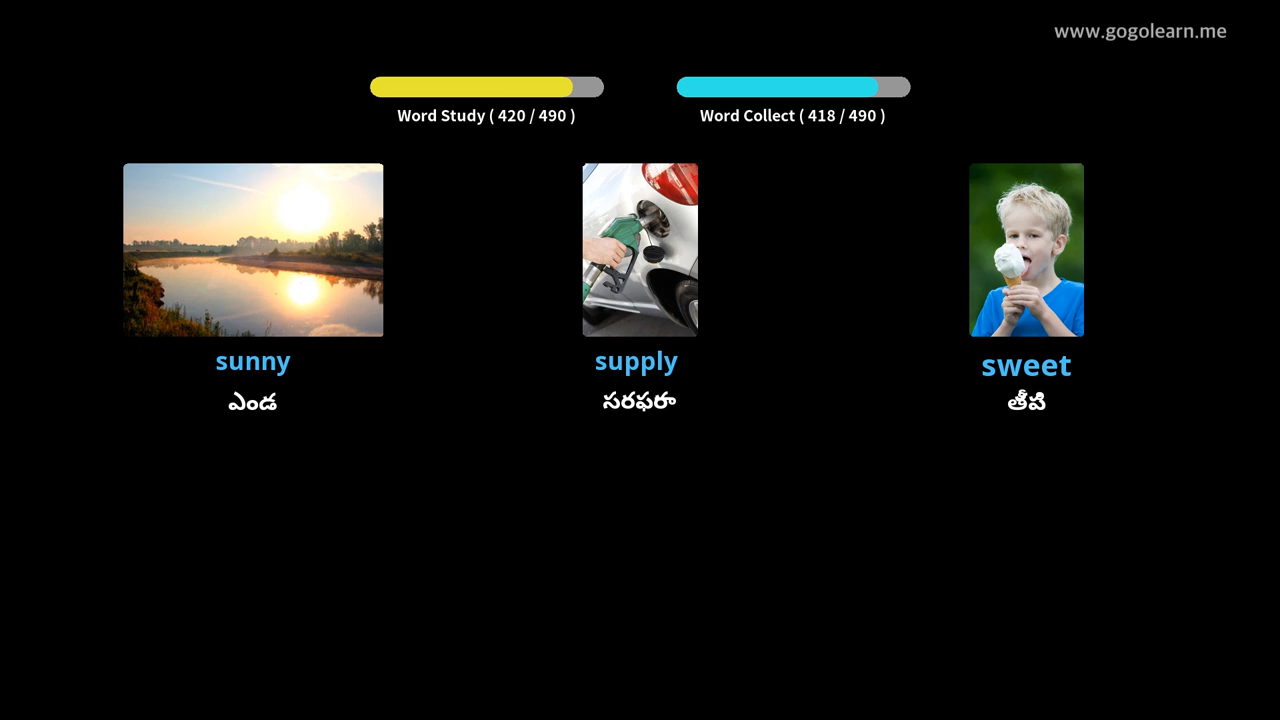 www.gogolearn.me
Word Study ( 420 / 490 )
Word Collect ( 418 / 490 )
sunny
supply
sweet
ఎండ
సరఫరా
తీపి